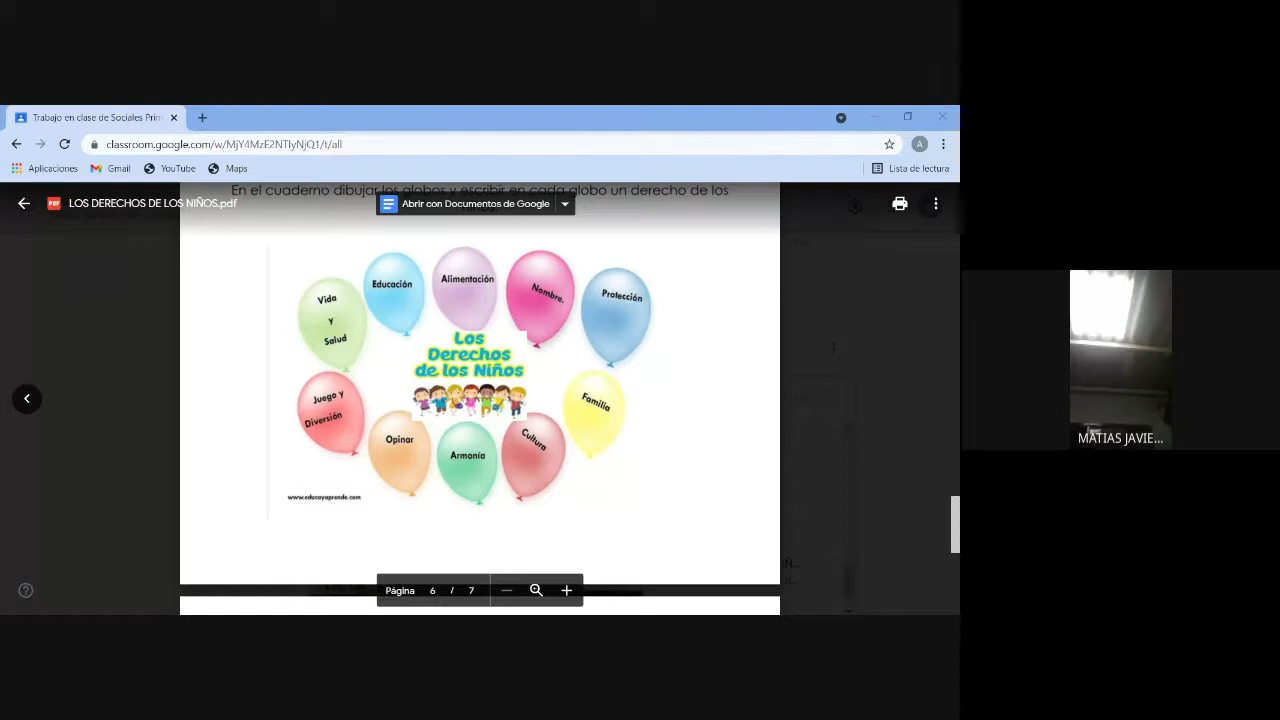 Trabajo en clase de Sociales Prim
classroom.google.com/w/MjY4MzE2NTIyNjQ1/t/all
Aplicaciones
Gmail
YouTube
Maps
Lista de lectura
En el cuaderno dibujar los globos y escribir en cada globo un derecho de los
LOS DERECHOS DE LOS NIÑOS.pdf
Abrir con Documentos de Google
Vida
y
Salud
Educación
Alimentación
Nombre.
Protección
Los
Derechos
de los Niños
Juego y
Diversión
Opinar
Armonía
Cultura
Familia
www.educayaprende.com
Página 6 / 7
MATIAS JAVIE...